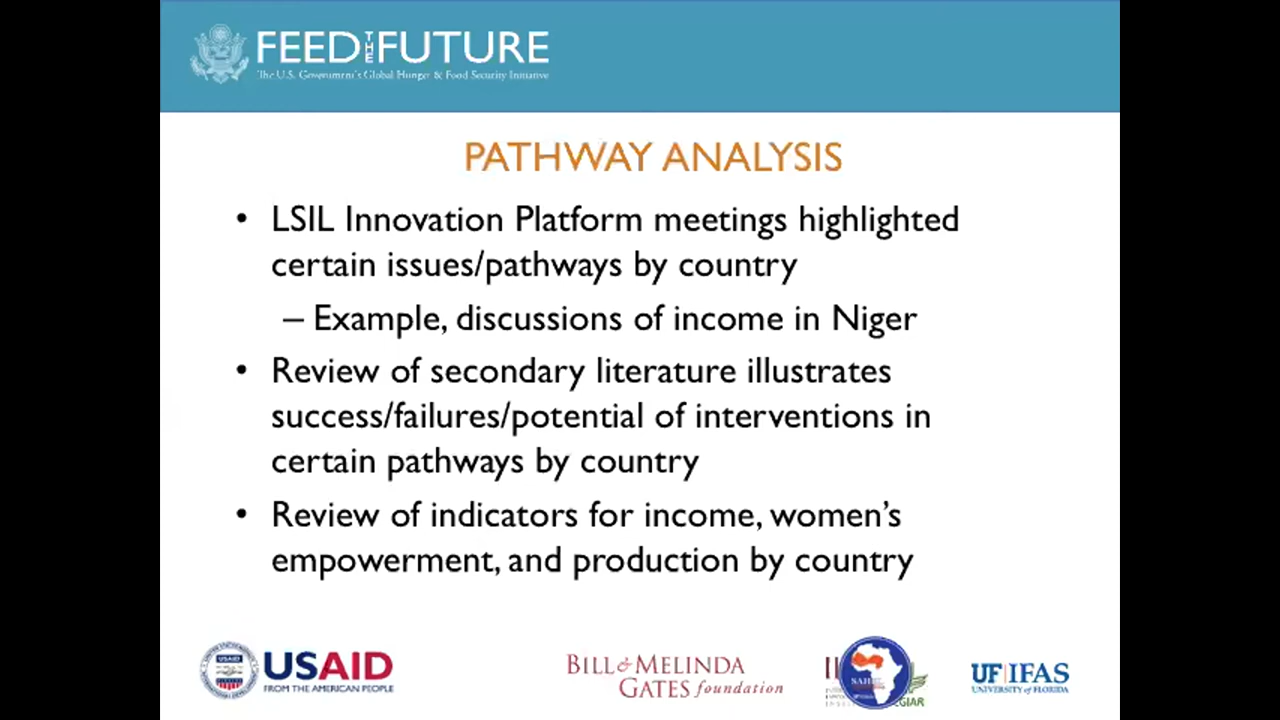 FEED THE FUTURE
The U.S. Government's Global Hunger & Food Security Initiative
PATHWAY ANALYSIS
• LSIL Innovation Platform meetings highlighted
certain issues/pathways by country
– Example, discussions of income in Niger
• Review of secondary literature illustrates
success/failures/potential of interventions in
certain pathways by country
• Review of indicators for income, women's
empowerment, and production by country
USAID
USAID
FROM THE AMERICAN PEOPLE
BILL & MELINDA
GATES foundation
CGIAR
UF|IFAS
UNIVERSITY of FLORIDA